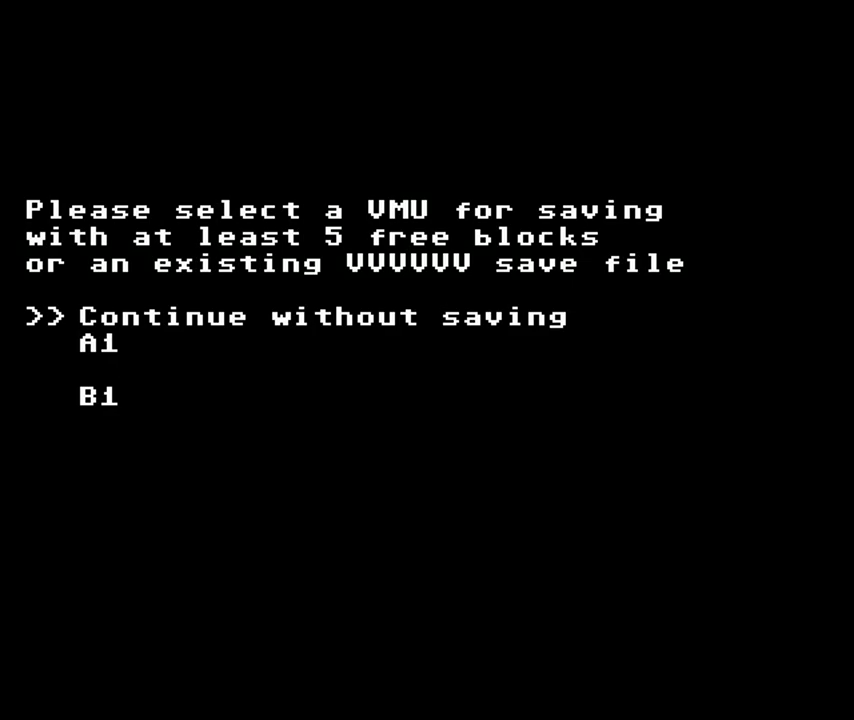 Please select a VMU for saving
with at least 5 free blocks
or an existing VVVVVV save file
>> Continue without saving
A1
B1